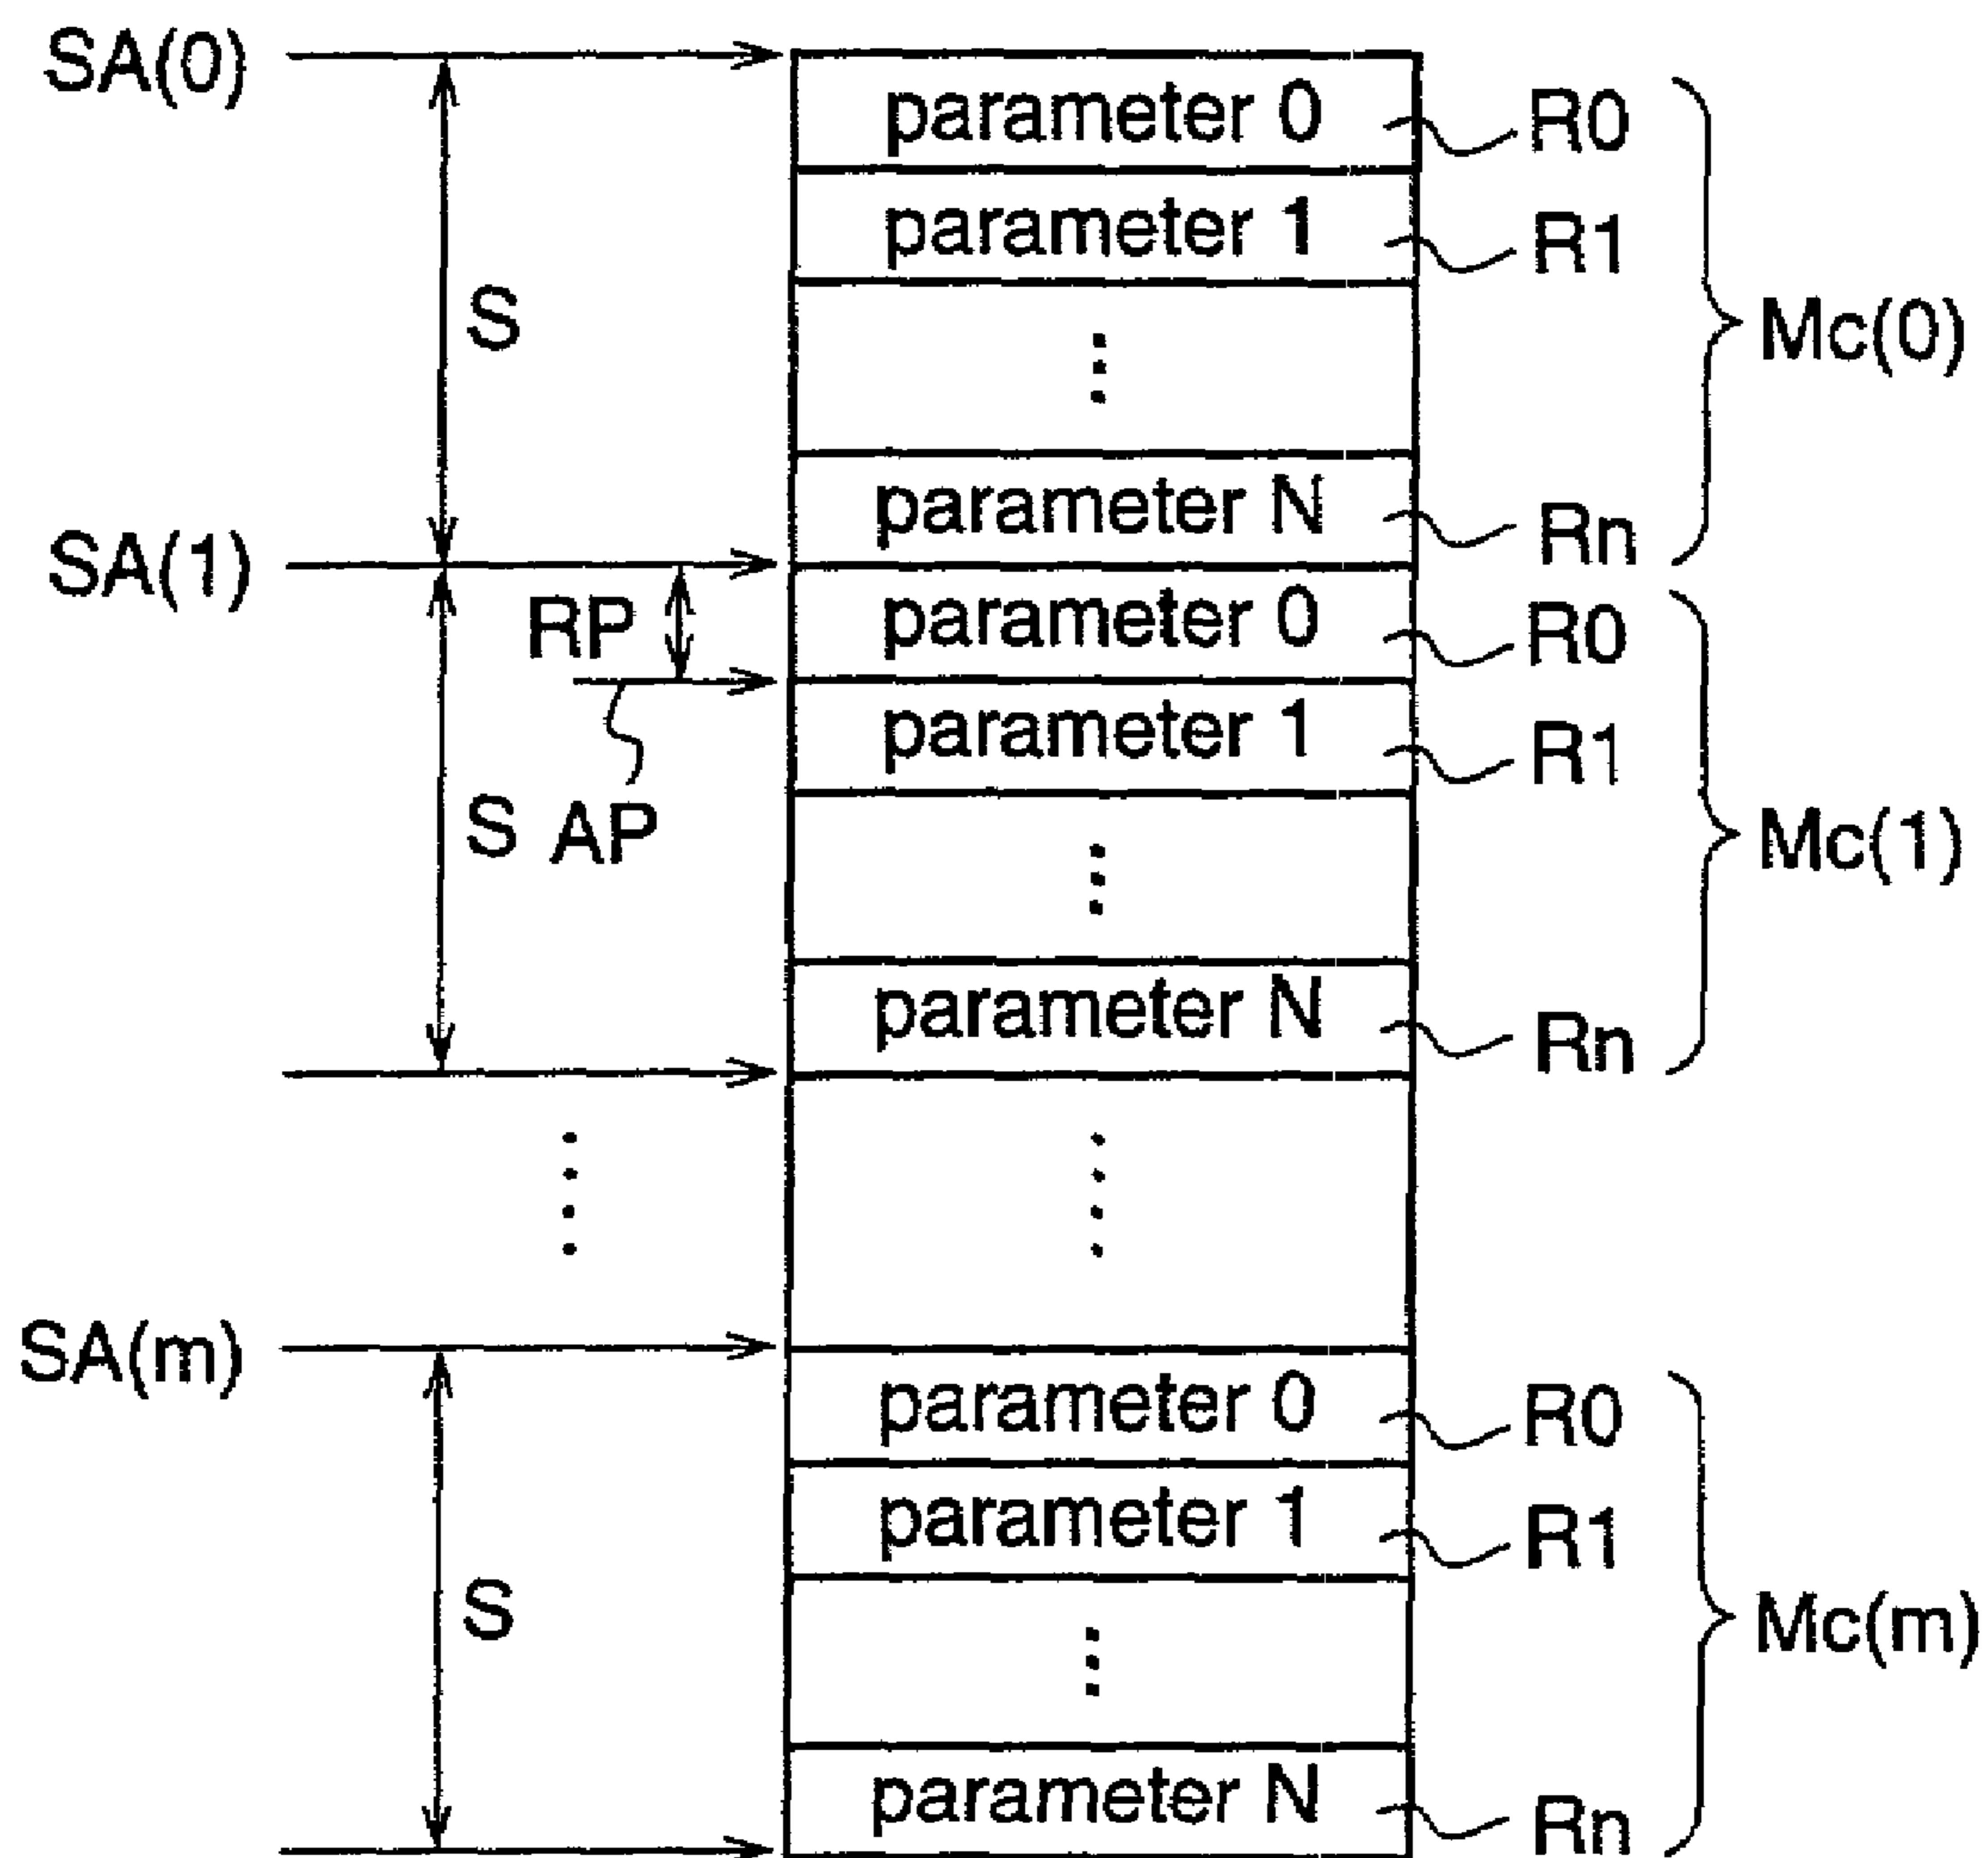 SA(0)
parameter 0 R0
parameter 1 R1
S
Mc(0)
parameter N Rn
SA(1)
RP
parameter 0 R0
parameter 1 R1
S AP
Mc(1)
parameter N Rn
SA(m)
parameter 0 R0
parameter 1 R1
S
Mc(m)
parameter N Rn